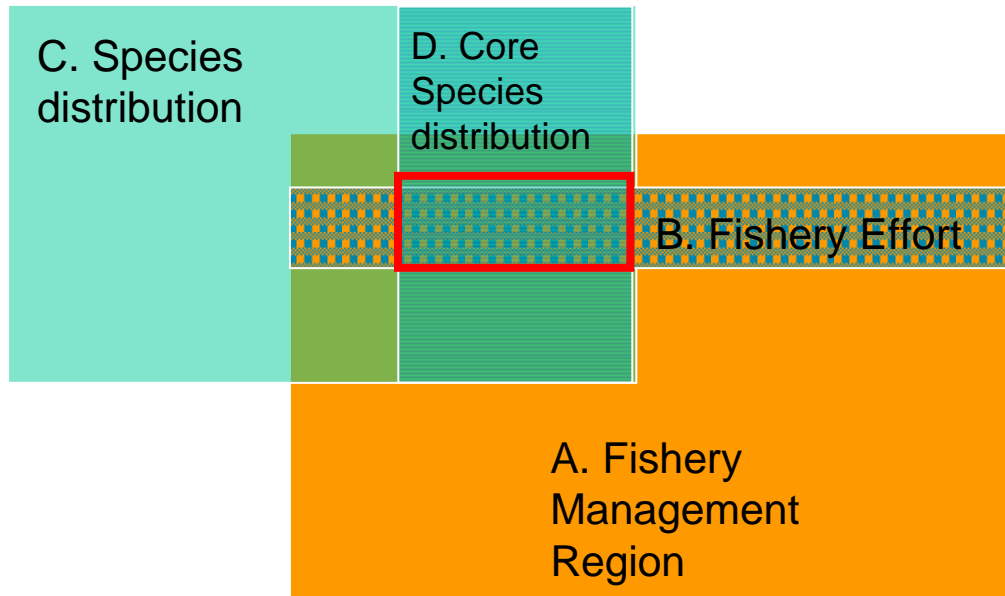 C. Species
distribution
D. Core
Species
distribution
B. Fishery Effort
A. Fishery
Management
Region